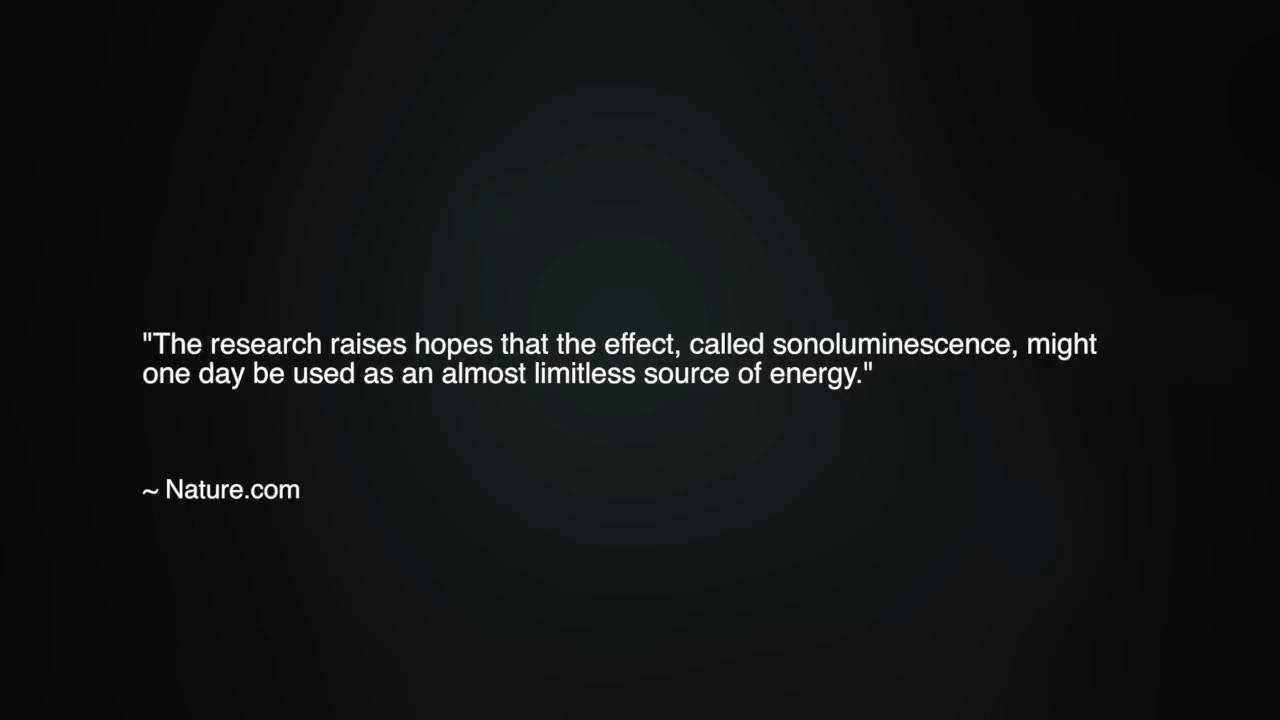 "The research raises hopes that the effect, called sonoluminescence, might
one day be used as an almost limitless source of energy."
~ Nature.com